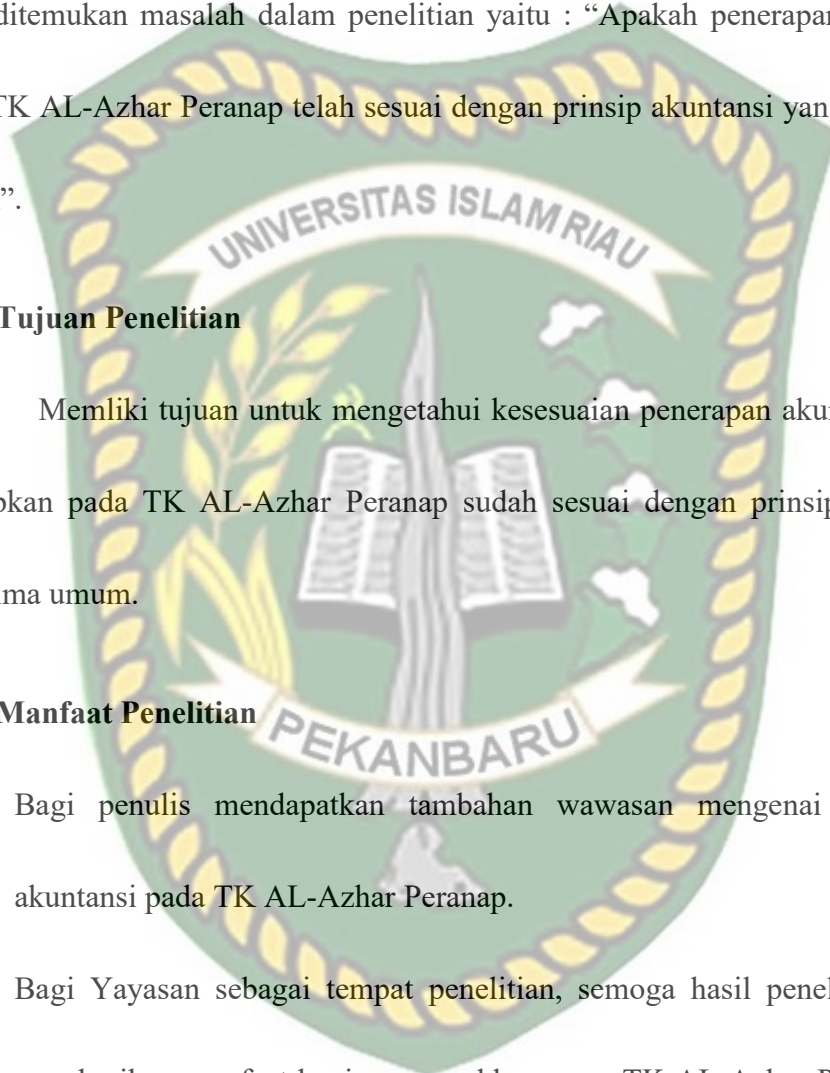 ditemukan masalah dalam penelitian yaitu : “Apakah penerapan
TK AL-Azhar Peranap telah sesuai dengan prinsip akuntansi yan
”.
UNIVERSITAS ISLAM RIAU
Tujuan Penelitian
Memliki tujuan untuk mengetahui kesesuaian penerapan aku
pkan pada TK AL-Azhar Peranap sudah sesuai dengan prinsip
ima umum.
Manfaat Penelitian
PEKANBARU
Bagi penulis mendapatkan tambahan wawasan mengenai
akuntansi pada TK AL-Azhar Peranap.
Bagi Yayasan sebagai tempat penelitian, semoga hasil penel